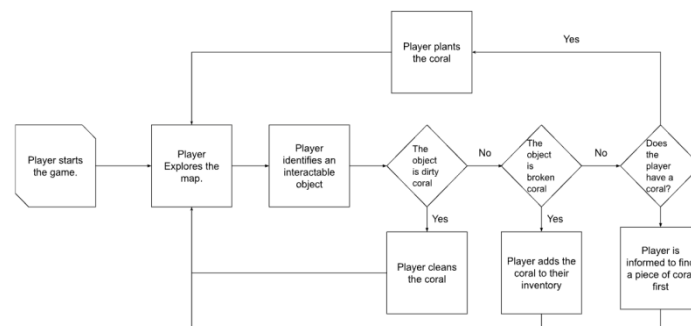 Player plants
the coral
Yes
Player starts
the game.
Player
Explores the
map.
Player
identifies an
interactable
object
The
object
is dirty
coral
No
The
object
is
broken
coral
No
Does
the
player
have a
coral?
Yes
Yes
Player cleans
the coral
Player adds the
coral to their
inventory
Player is
informed to find
a piece of coral
first